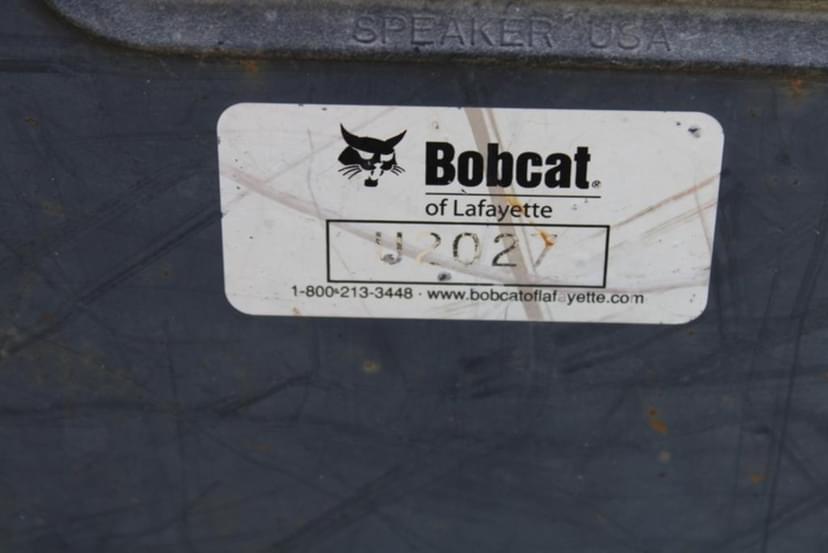 SPEAKER USA
Bobcat®
of Lafayette
U2027
1-800-213-3448 · www.bobcatoflafayette.com